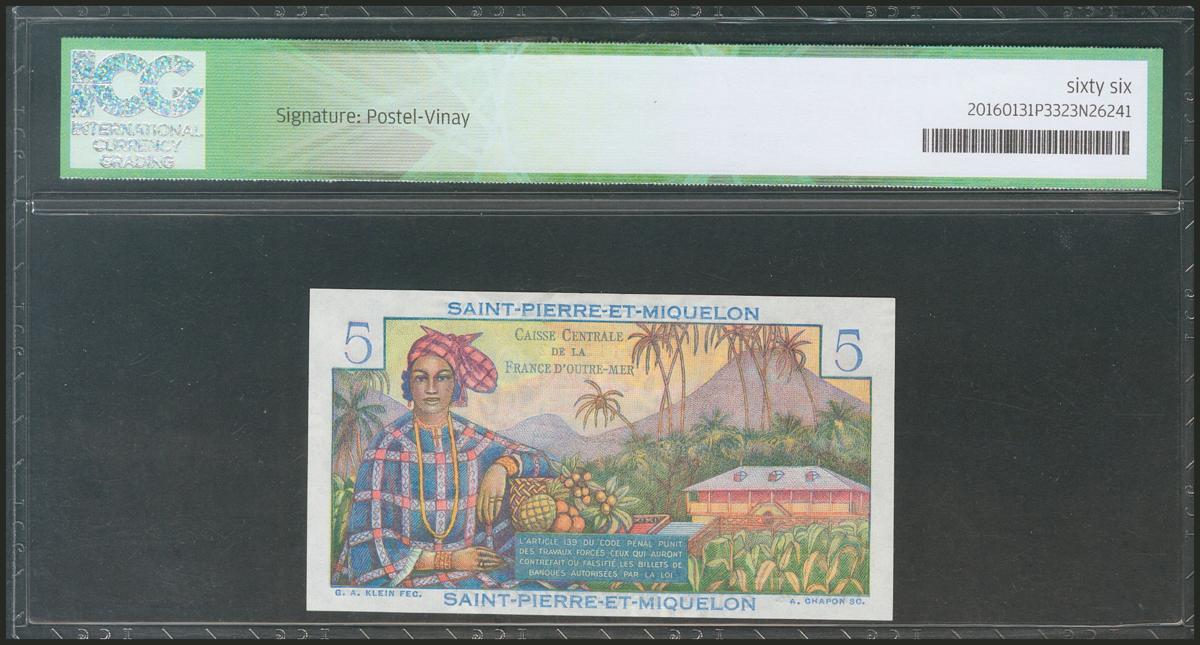 ICG
INTERNATIONAL
CURRENCY
GRADING
Signature: Postel-Vinay
sixty six
20160131P3323N26241
SAINT-PIERRE-ET-MIQUELON
5
5
CAISSE CENTRALE
DE LA
FRANCE D'OUTRE-MER
L'ARTICLE 139 DU CODE PÉNAL PUNIT
DES TRAVAUX FORCÉS CEUX QUI AURONT
CONTREFAIT OU FALSIFIÉ LES BILLETS DE
BANQUES AUTORISÉES PAR LA LOI
G. A. KLEIN FEC.
SAINT-PIERRE-ET-MIQUELON
A. CHAPON SC.